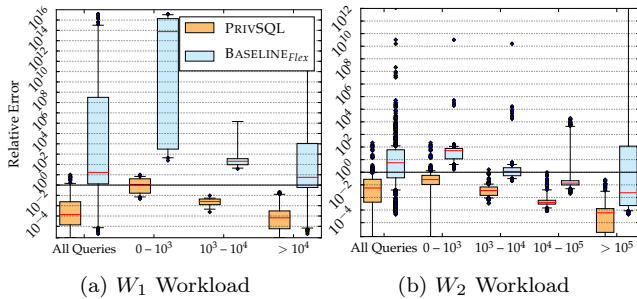 10^16
10^14
10^12
10^10
10^8
10^6
10^4
10^2
10^0
10^-2
10^-4
Relative Error
PRIVSQL
BASELINE_Flex
All Queries 0 – 10^3 10^3 – 10^4 > 10^4
(a) W_1 Workload
10^12
10^10
10^8
10^6
10^4
10^2
10^0
10^-2
10^-4
All Queries 0 – 10^3 10^3 – 10^4 10^4 – 10^5 > 10^5
(b) W_2 Workload